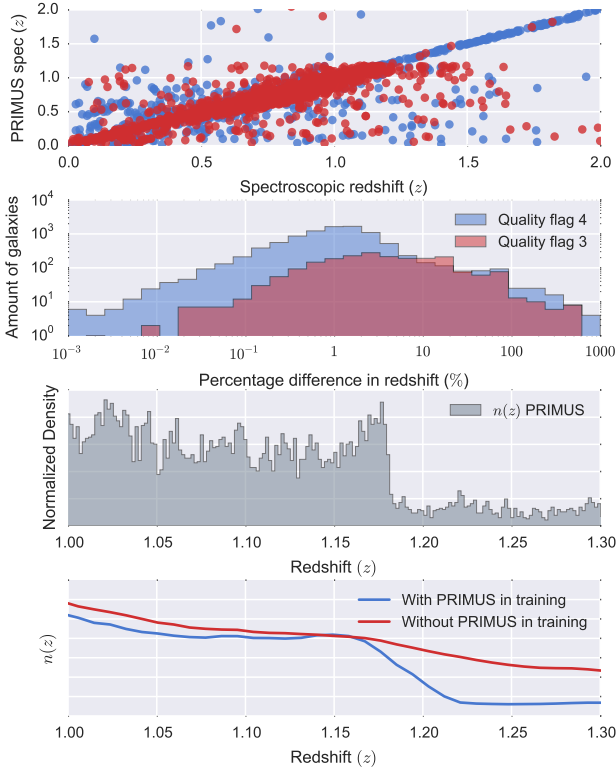 PRIMUS spec (z)
2.0
1.5
1.0
0.5
0.0
0.0 0.5 1.0 1.5 2.0
Spectroscopic redshift (z)
Amount of galaxies
10^4
10^3
10^2
10^1
10^0
Quality flag 4
Quality flag 3
10^−3 10^−2 10^−1 1 10 100 1000
Percentage difference in redshift (%)
Normalized Density
n(z) PRIMUS
1.00 1.05 1.10 1.15 1.20 1.25 1.30
Redshift (z)
n(z)
With PRIMUS in training
Without PRIMUS in training
1.00 1.05 1.10 1.15 1.20 1.25 1.30
Redshift (z)